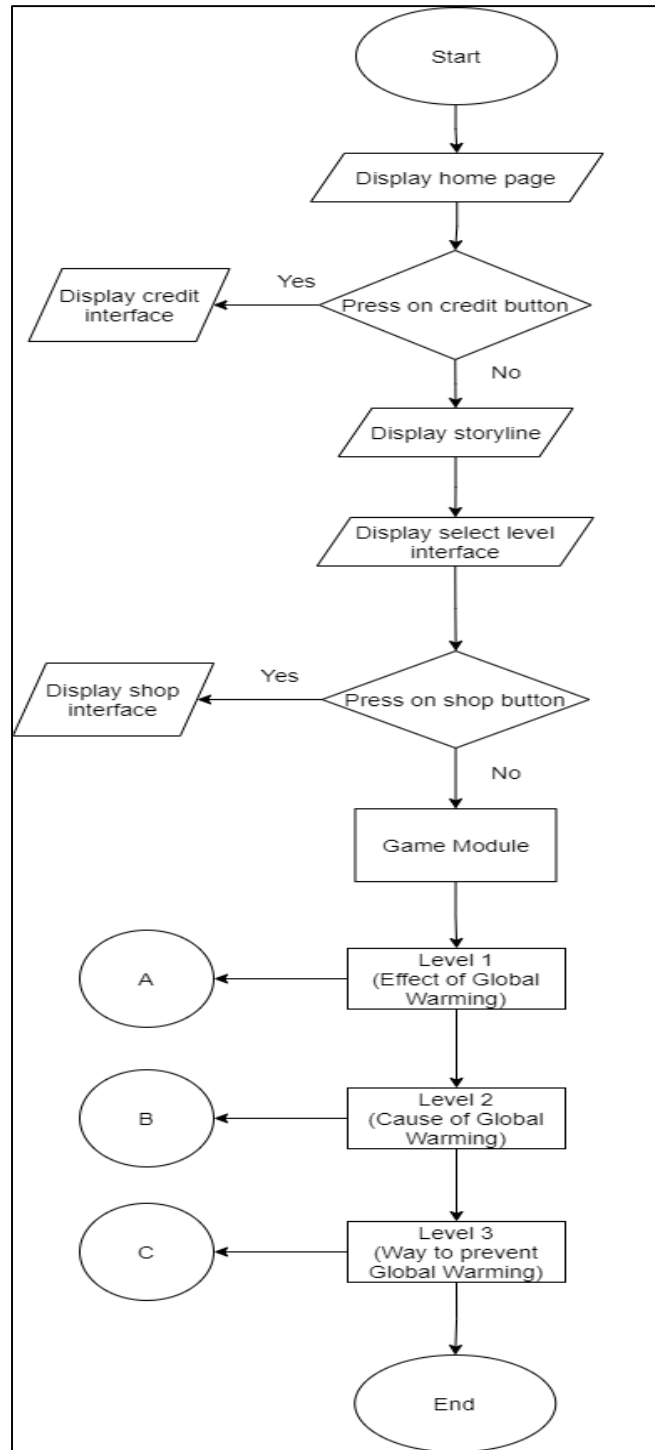 Start
Display home page
Yes
Display credit
interface
Press on credit button
No
Display storyline
Display select level
interface
Yes
Display shop
interface
Press on shop button
No
Game Module
A
Level 1
(Effect of Global
Warming)
B
Level 2
(Cause of Global
Warming)
C
Level 3
(Way to prevent
Global Warming)
End